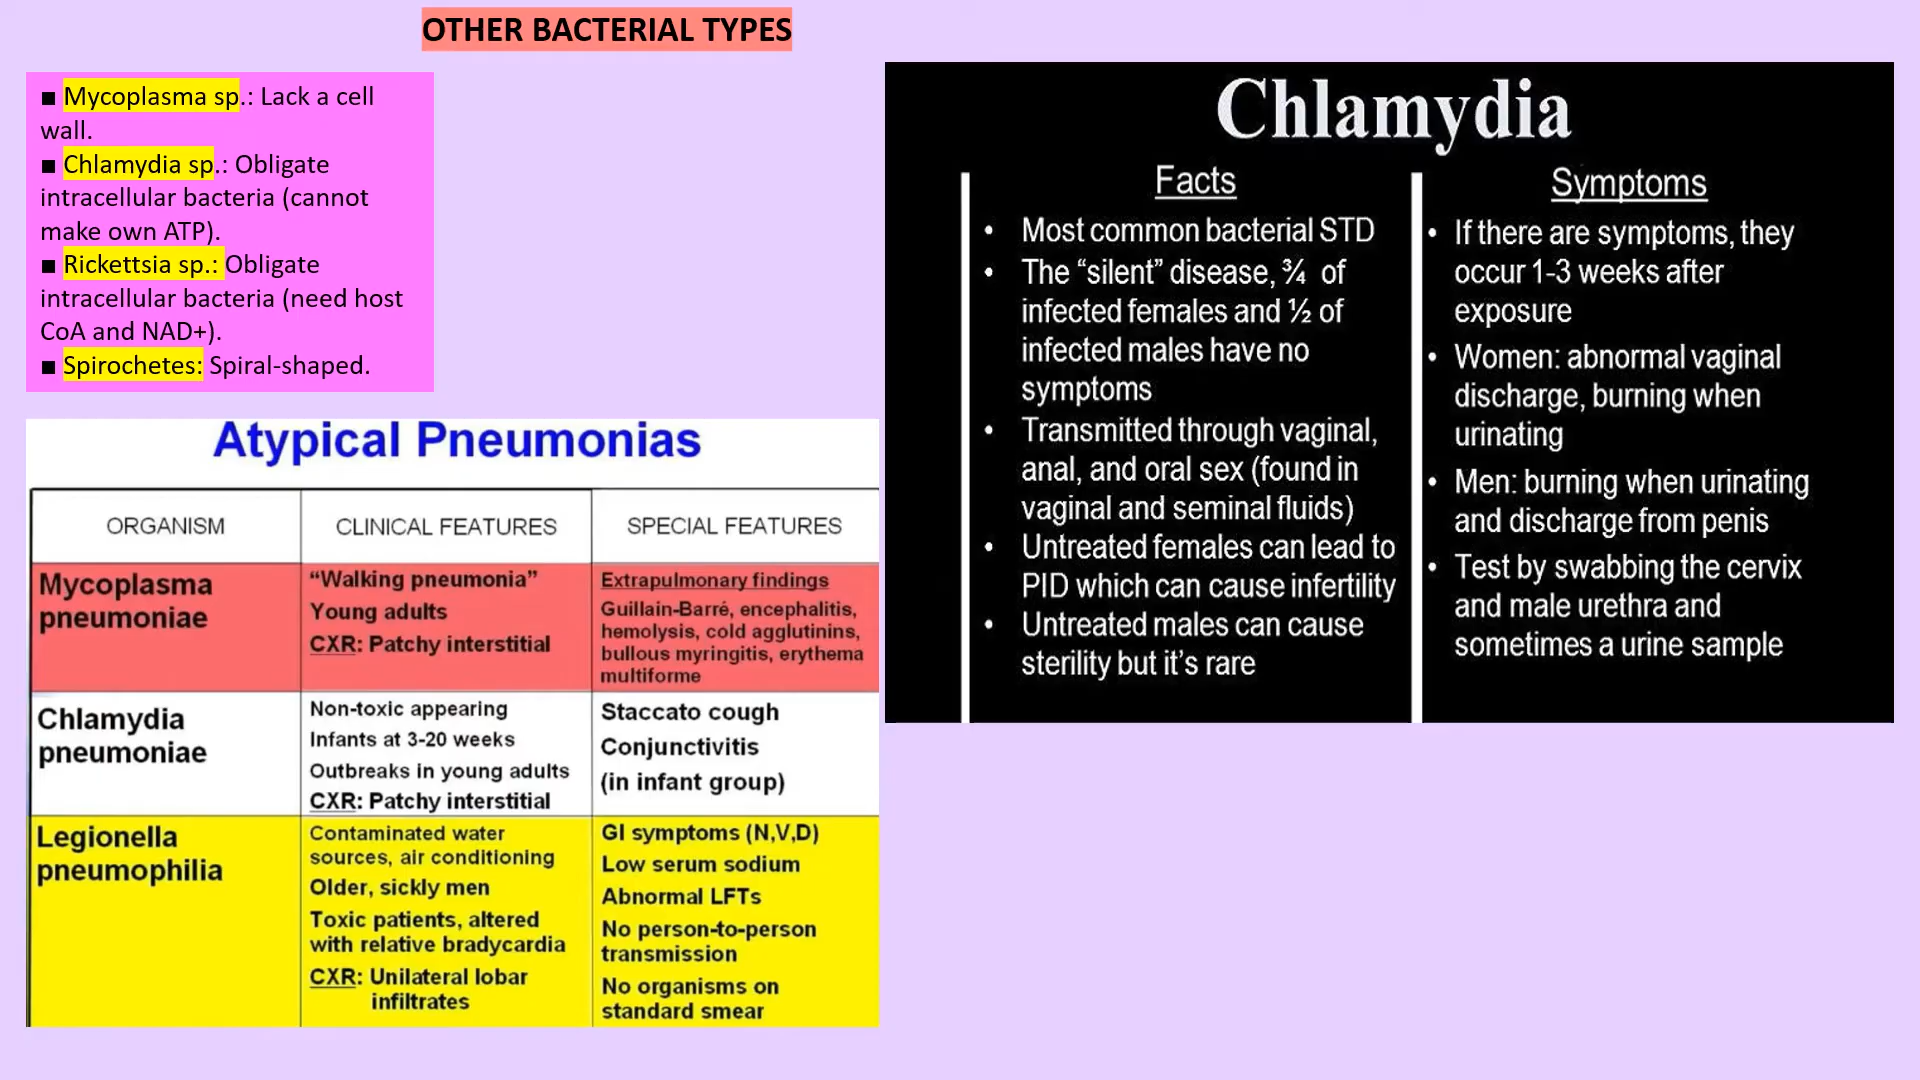 OTHER BACTERIAL TYPES
■ Mycoplasma sp.: Lack a cell
wall.
■ Chlamydia sp.: Obligate
intracellular bacteria (cannot
make own ATP).
■ Rickettsia sp.: Obligate
intracellular bacteria (need host
CoA and NAD+).
■ Spirochetes: Spiral-shaped.
Atypical Pneumonias
ORGANISM
CLINICAL FEATURES
SPECIAL FEATURES
Mycoplasma
pneumoniae
“Walking pneumonia”
Young adults
CXR: Patchy interstitial
Extrapulmonary findings
Guillain-Barré, encephalitis,
hemolysis, cold agglutinins,
bullous myringitis, erythema
multiforme
Chlamydia
pneumoniae
Non-toxic appearing
Infants at 3-20 weeks
Outbreaks in young adults
CXR: Patchy interstitial
Staccato cough
Conjunctivitis
(in infant group)
Legionella
pneumophilia
Contaminated water
sources, air conditioning
Older, sickly men
Toxic patients, altered
with relative bradycardia
CXR: Unilateral lobar
infiltrates
GI symptoms (N,V,D)
Low serum sodium
Abnormal LFTs
No person-to-person
transmission
No organisms on
standard smear
Chlamydia
Facts
• Most common bacterial STD
• The “silent” disease, ¾ of
infected females and ½ of
infected males have no
symptoms
• Transmitted through vaginal,
anal, and oral sex (found in
vaginal and seminal fluids)
• Untreated females can lead to
PID which can cause infertility
• Untreated males can cause
sterility but it’s rare
Symptoms
• If there are symptoms, they
occur 1-3 weeks after
exposure
• Women: abnormal vaginal
discharge, burning when
urinating
• Men: burning when urinating
and discharge from penis
• Test by swabbing the cervix
and male urethra and
sometimes a urine sample